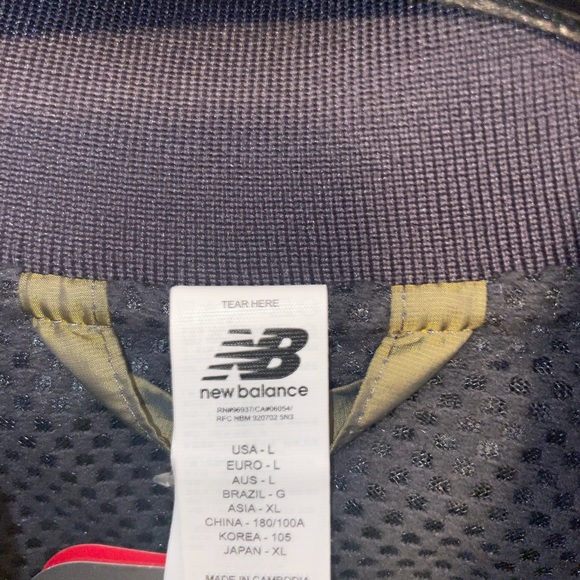 TEAR HERE
NB
new balance
RN#96937/CA#06054/
RFC NBM 920702 5N3
USA - L
EURO - L
AUS - L
BRAZIL - G
ASIA - XL
CHINA - 180/100A
KOREA - 105
JAPAN - XL
MADE IN CAMBODIA